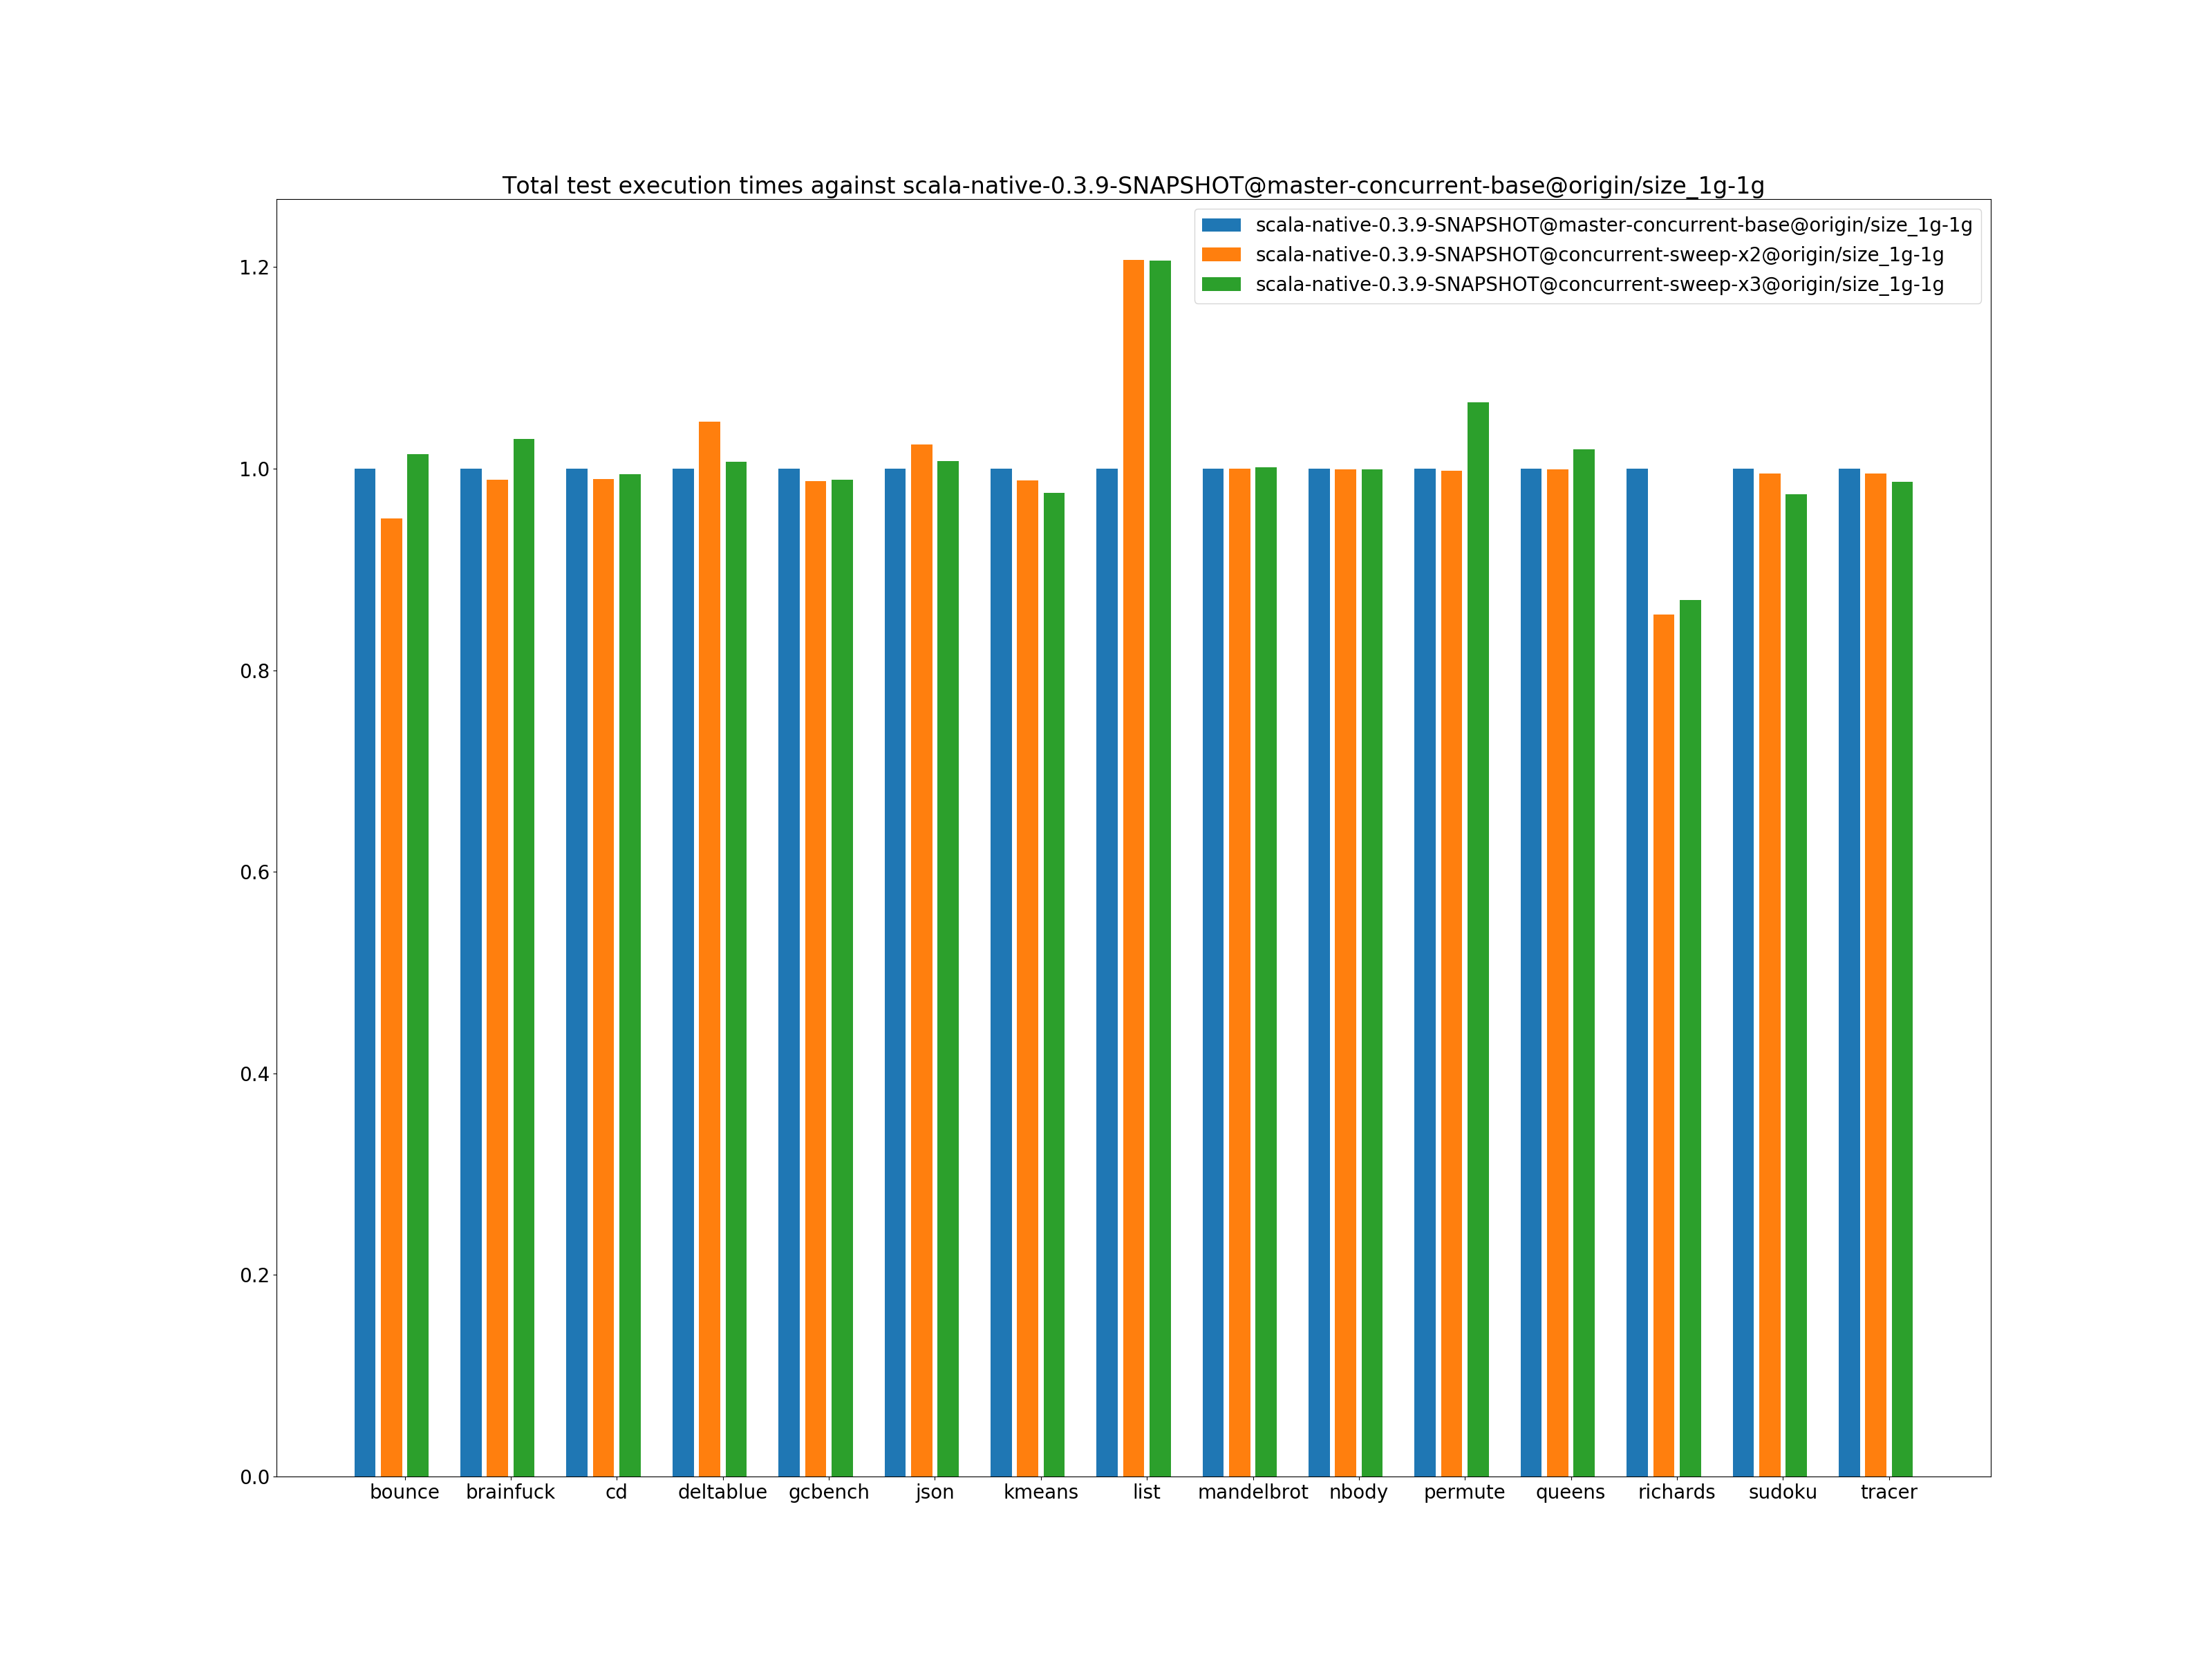 Total test execution times against scala-native-0.3.9-SNAPSHOT@master-concurrent-base@origin/size_1g-1g
scala-native-0.3.9-SNAPSHOT@master-concurrent-base@origin/size_1g-1g
scala-native-0.3.9-SNAPSHOT@concurrent-sweep-x2@origin/size_1g-1g
scala-native-0.3.9-SNAPSHOT@concurrent-sweep-x3@origin/size_1g-1g
1.2
1.0
0.8
0.6
0.4
0.2
0.0
bounce brainfuck cd deltablue gcbench json kmeans list mandelbrot nbody permute queens richards sudoku tracer